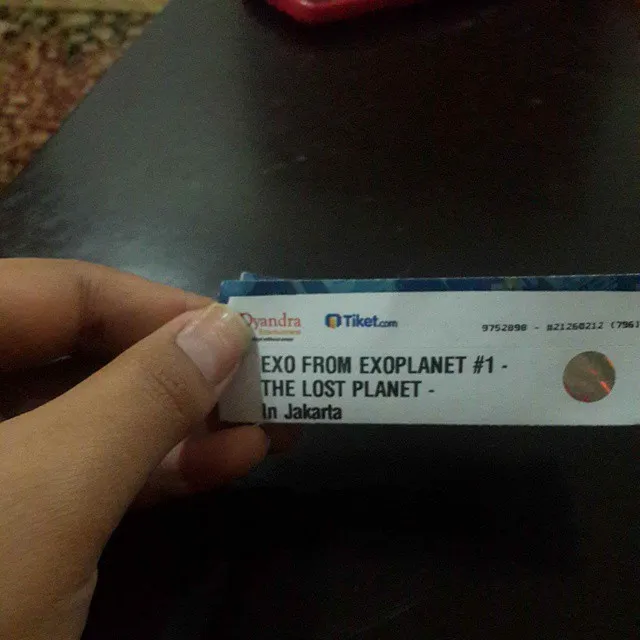 Dyandra
Tiket.com
9752898 - 821260212 (796)
EXO FROM EXOPLANET #1 -
THE LOST PLANET -
In Jakarta